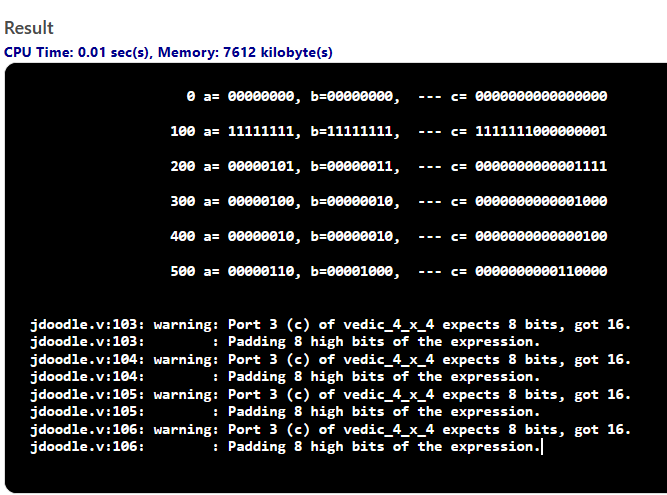 Result
CPU Time: 0.01 sec(s), Memory: 7612 kilobyte(s)
0 a= 00000000, b=00000000,  --- c= 0000000000000000
100 a= 11111111, b=11111111,  --- c= 1111111000000001
200 a= 00000101, b=00000011,  --- c= 0000000000001111
300 a= 00000100, b=00000010,  --- c= 0000000000001000
400 a= 00000010, b=00000010,  --- c= 0000000000000100
500 a= 00000110, b=00001000,  --- c= 0000000000110000
jdoodle.v:103: warning: Port 3 (c) of vedic_4_x_4 expects 8 bits, got 16.
jdoodle.v:103:        : Padding 8 high bits of the expression.
jdoodle.v:104: warning: Port 3 (c) of vedic_4_x_4 expects 8 bits, got 16.
jdoodle.v:104:        : Padding 8 high bits of the expression.
jdoodle.v:105: warning: Port 3 (c) of vedic_4_x_4 expects 8 bits, got 16.
jdoodle.v:105:        : Padding 8 high bits of the expression.
jdoodle.v:106: warning: Port 3 (c) of vedic_4_x_4 expects 8 bits, got 16.
jdoodle.v:106:        : Padding 8 high bits of the expression.